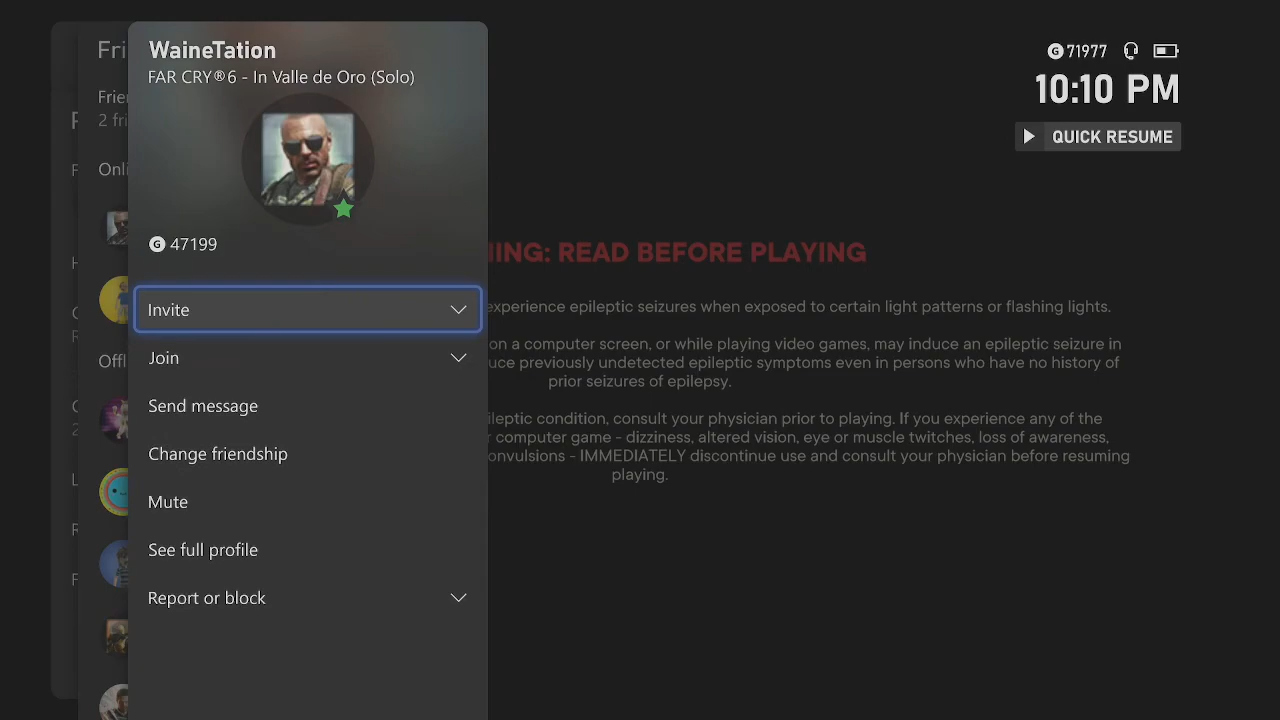 Fri
Frien
2 fri
Onli
Offl
WaineTation
FAR CRY®6 - In Valle de Oro (Solo)
G 47199
Invite
Join
Send message
Change friendship
Mute
See full profile
Report or block
G 71977
10:10 PM
QUICK RESUME
ING: READ BEFORE PLAYING
experience epileptic seizures when exposed to certain light patterns or flashing lights.
on a computer screen, or while playing video games, may induce an epileptic seizure in
uce previously undetected epileptic symptoms even in persons who have no history of
prior seizures of epilepsy.
ileptic condition, consult your physician prior to playing. If you experience any of the
r computer game - dizziness, altered vision, eye or muscle twitches, loss of awareness,
onvulsions - IMMEDIATELY discontinue use and consult your physician before resuming
playing.